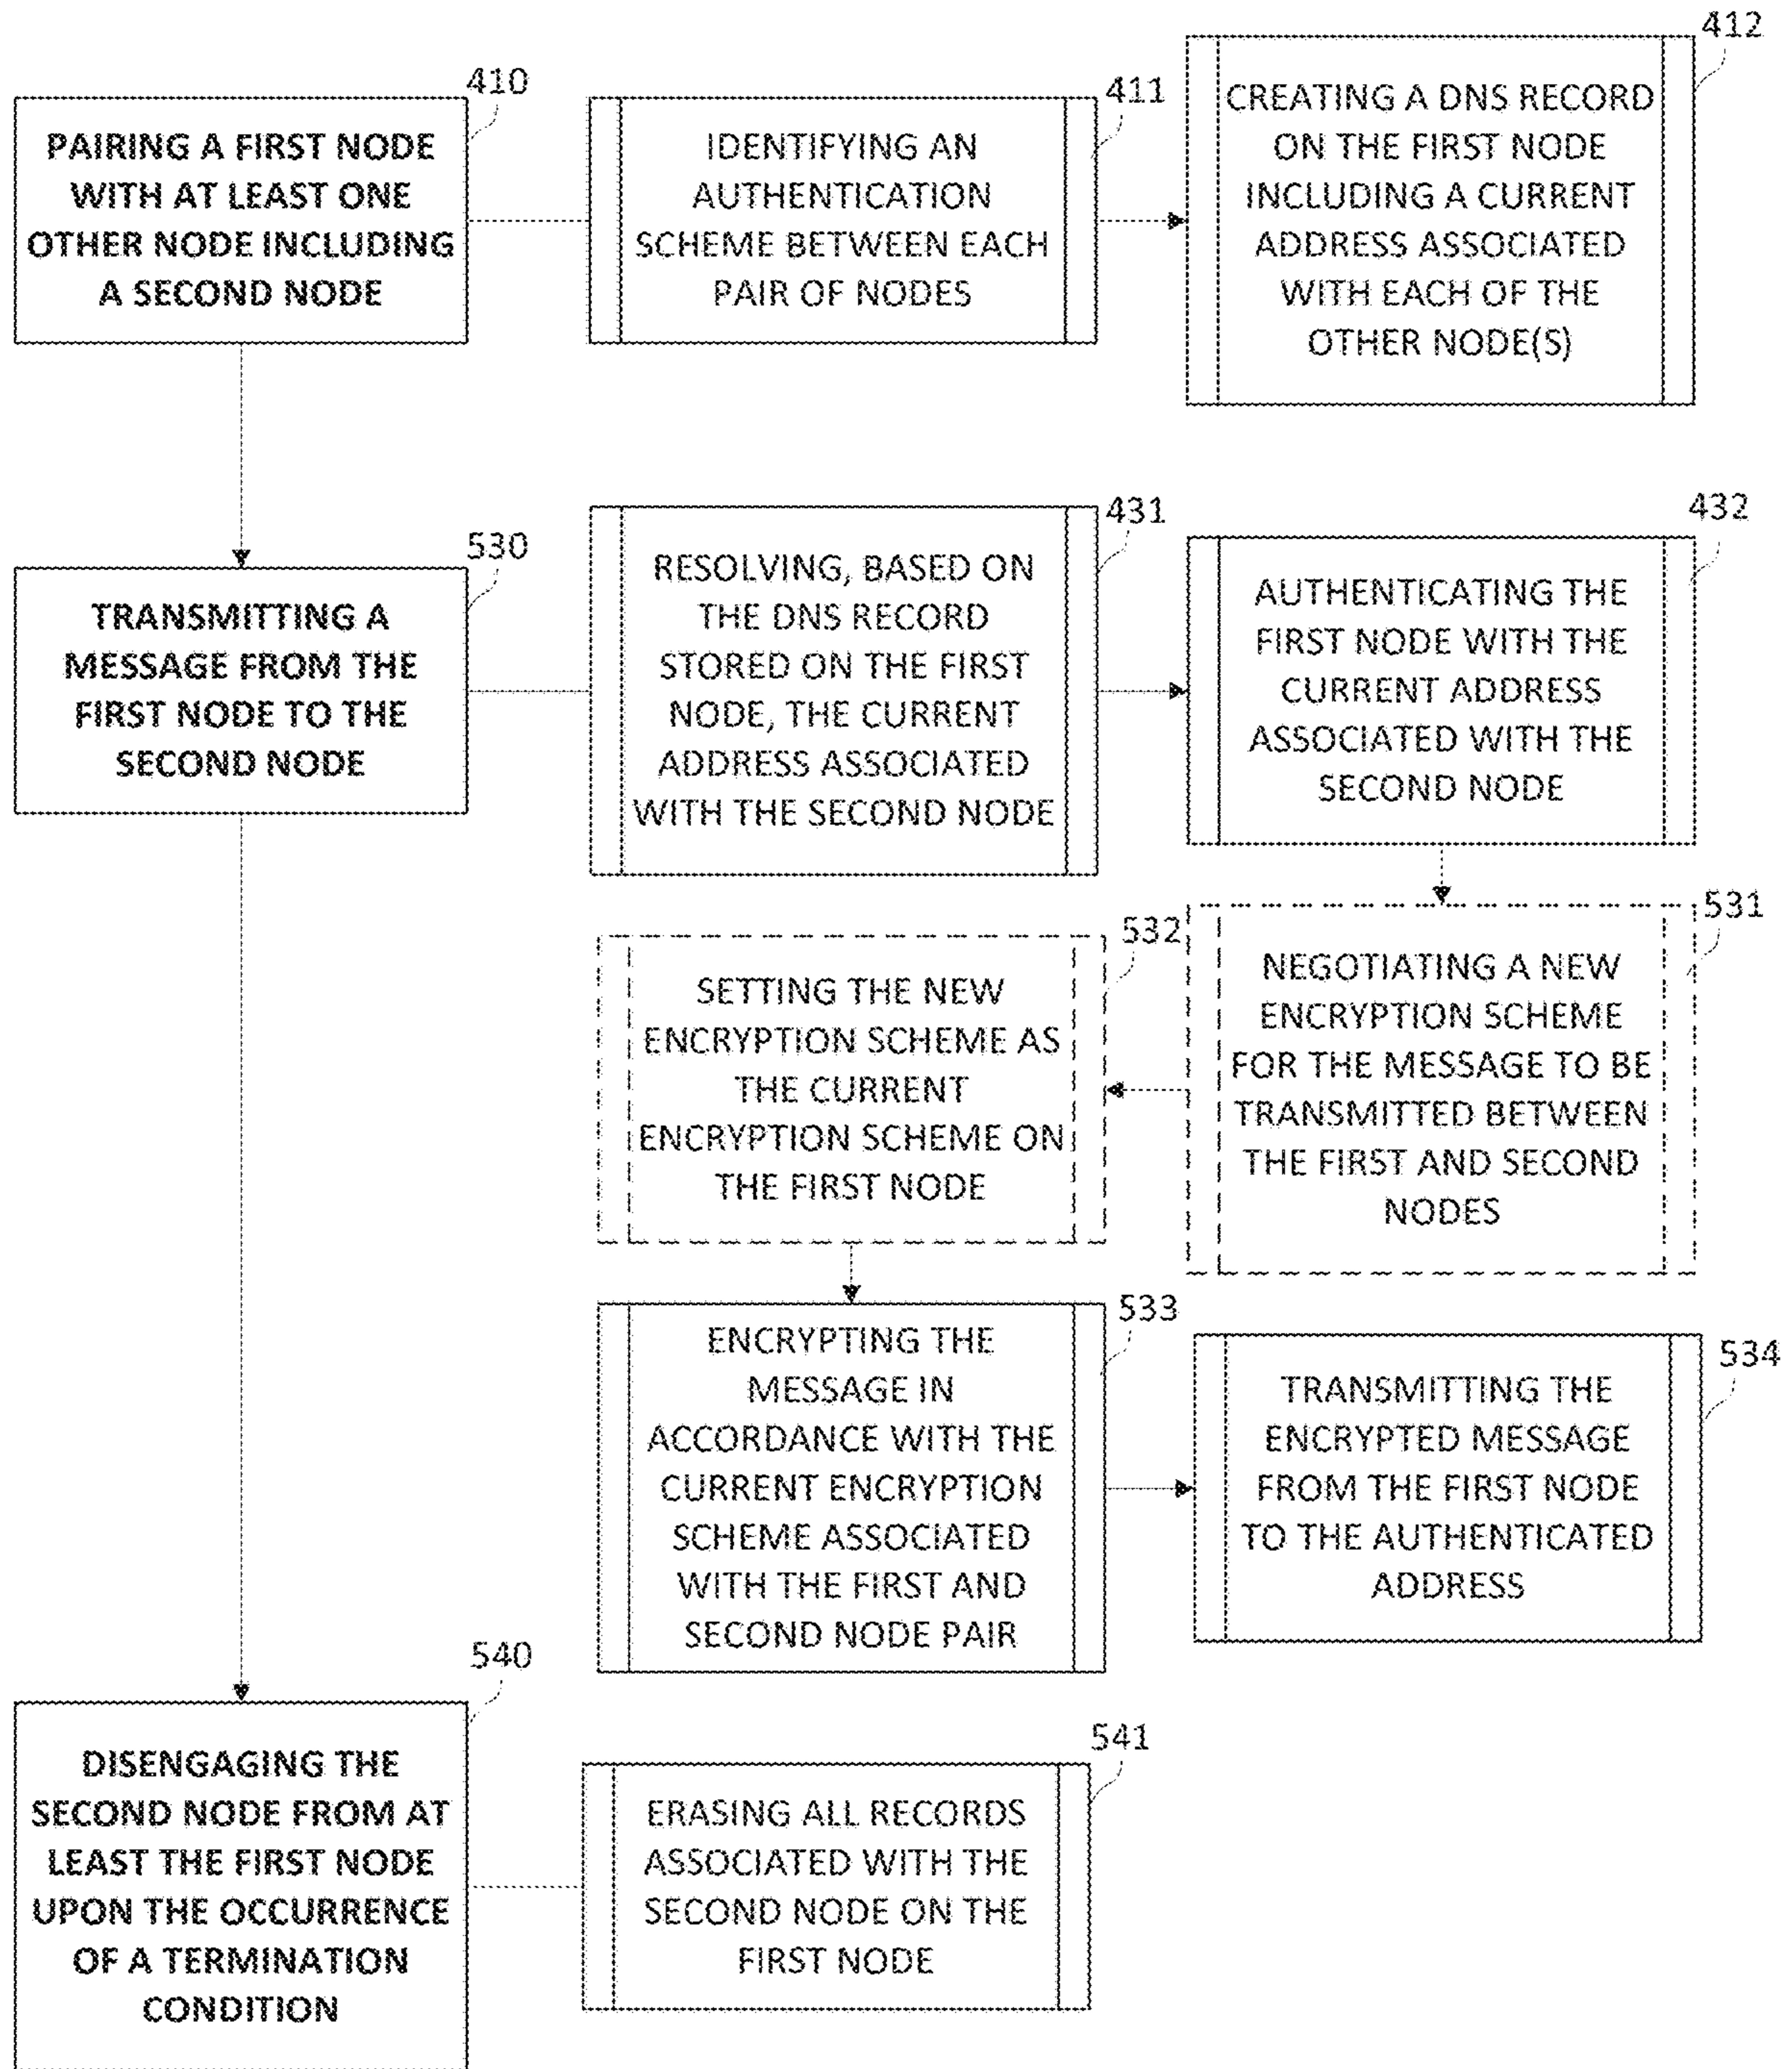 410
PAIRING A FIRST NODE
WITH AT LEAST ONE
OTHER NODE INCLUDING
A SECOND NODE
411
IDENTIFYING AN
AUTHENTICATION
SCHEME BETWEEN EACH
PAIR OF NODES
412
CREATING A DNS RECORD
ON THE FIRST NODE
INCLUDING A CURRENT
ADDRESS ASSOCIATED
WITH EACH OF THE
OTHER NODE(S)
530
TRANSMITTING A
MESSAGE FROM THE
FIRST NODE TO THE
SECOND NODE
431
RESOLVING, BASED ON
THE DNS RECORD
STORED ON THE FIRST
NODE, THE CURRENT
ADDRESS ASSOCIATED
WITH THE SECOND NODE
432
AUTHENTICATING THE
FIRST NODE WITH THE
CURRENT ADDRESS
ASSOCIATED WITH THE
SECOND NODE
531
NEGOTIATING A NEW
ENCRYPTION SCHEME
FOR THE MESSAGE TO BE
TRANSMITTED BETWEEN
THE FIRST AND SECOND
NODES
532
SETTING THE NEW
ENCRYPTION SCHEME AS
THE CURRENT
ENCRYPTION SCHEME ON
THE FIRST NODE
533
ENCRYPTING THE
MESSAGE IN
ACCORDANCE WITH THE
CURRENT ENCRYPTION
SCHEME ASSOCIATED
WITH THE FIRST AND
SECOND NODE PAIR
534
TRANSMITTING THE
ENCRYPTED MESSAGE
FROM THE FIRST NODE
TO THE AUTHENTICATED
ADDRESS
540
DISENGAGING THE
SECOND NODE FROM AT
LEAST THE FIRST NODE
UPON THE OCCURRENCE
OF A TERMINATION
CONDITION
541
ERASING ALL RECORDS
ASSOCIATED WITH THE
SECOND NODE ON THE
FIRST NODE